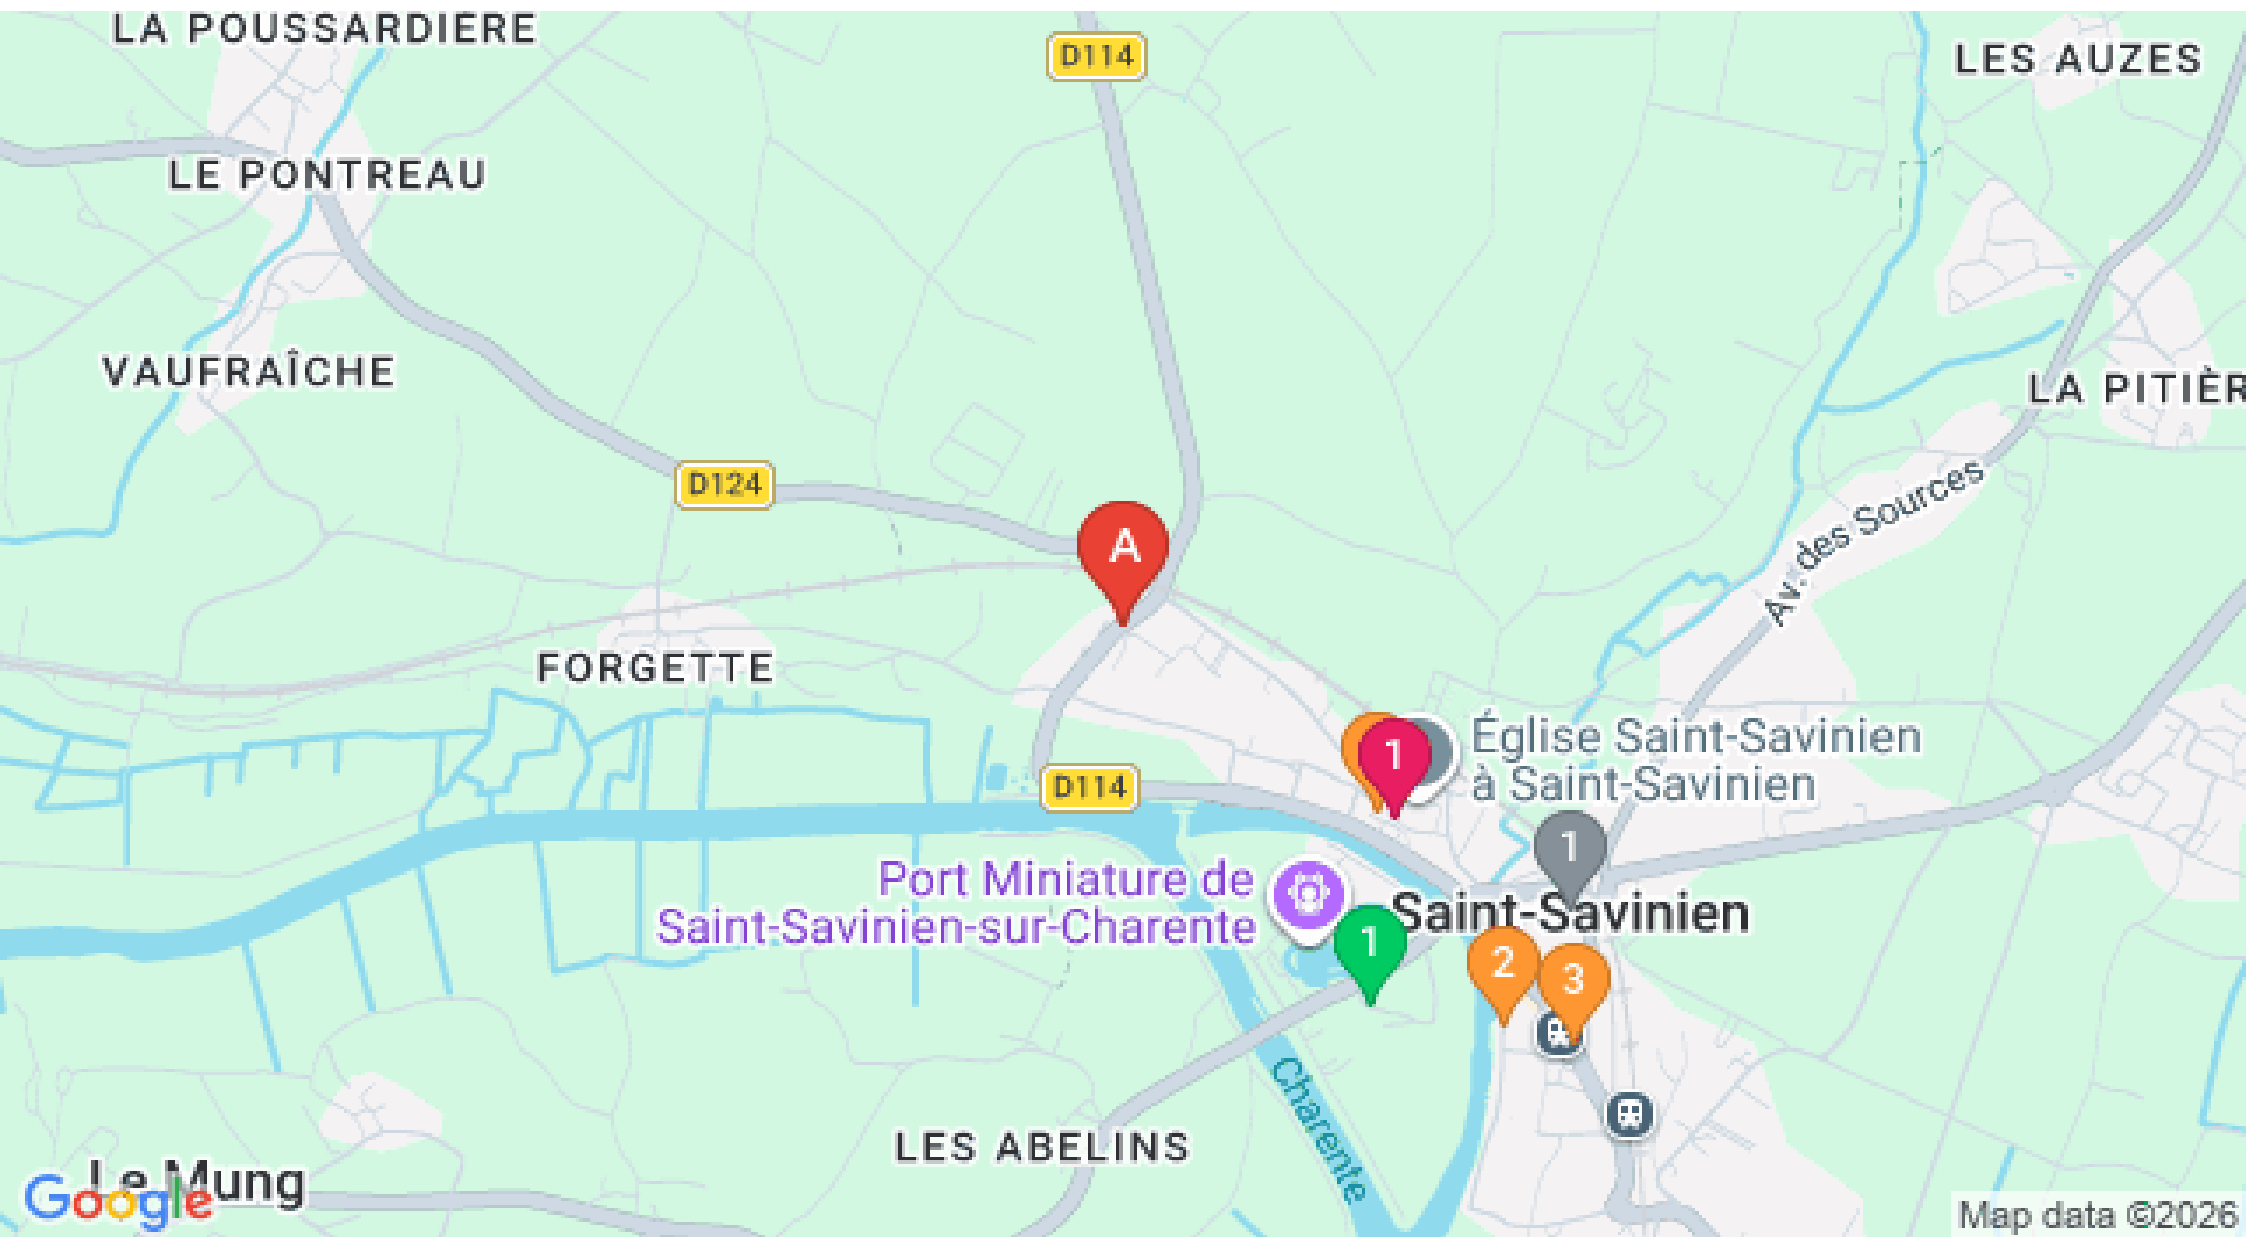 LA POUSSARDIÈRE
D114
LES AUZES
LE PONTREAU
VAUFRAÎCHE
LA PITIÈR
D124
Av. des Sources
A
FORGETTE
1
Église Saint-Savinien
à Saint-Savinien
D114
1
Port Miniature de
Saint-Savinien-sur-Charente
Saint-Savinien
1
2
3
Charente
LES ABELINS
Le Mung
Google
Map data ©2026